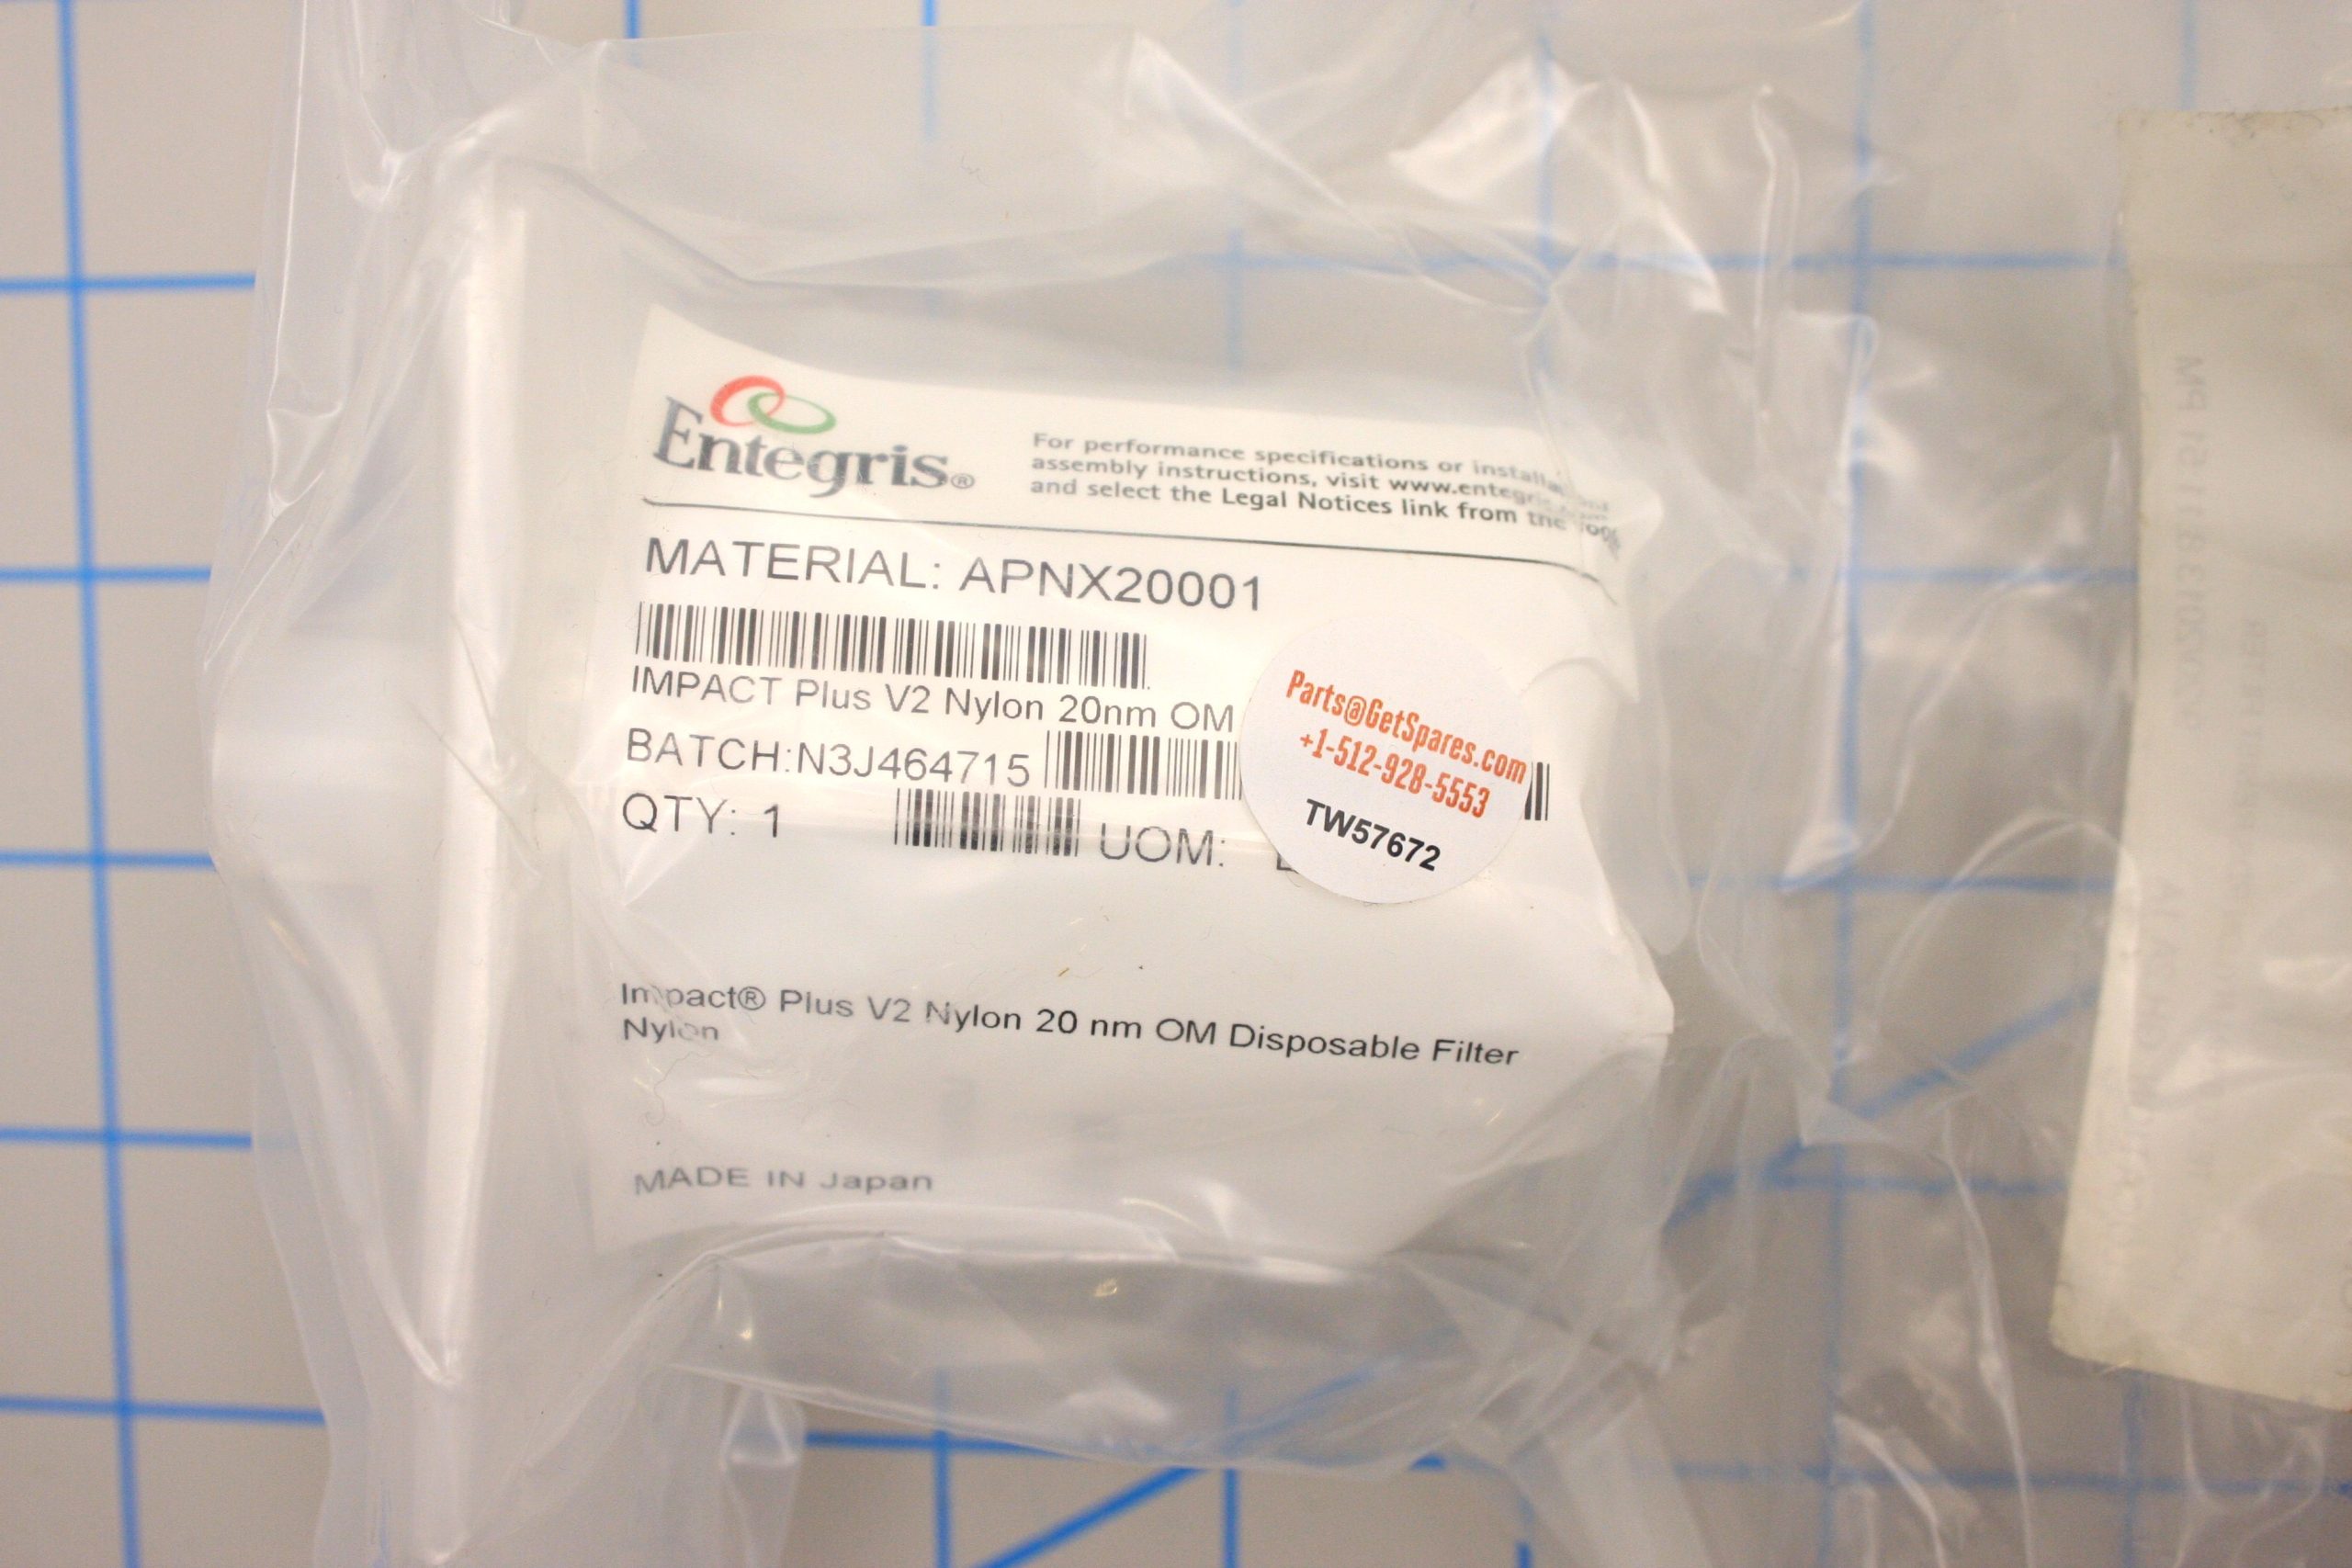 Entegris®
For performance specifications or
assembly instructions, visit www.entegris
and select the Legal Notices link from the
MATERIAL: APNX20001
IMPACT Plus V2 Nylon 20nm OM
BATCH:N3J464715
QTY: 1 UOM:
Parts@GetSpares.com
+1-512-928-5553
TW57672
Impact® Plus V2 Nylon 20 nm OM Disposable Filter
Nylon
MADE IN Japan